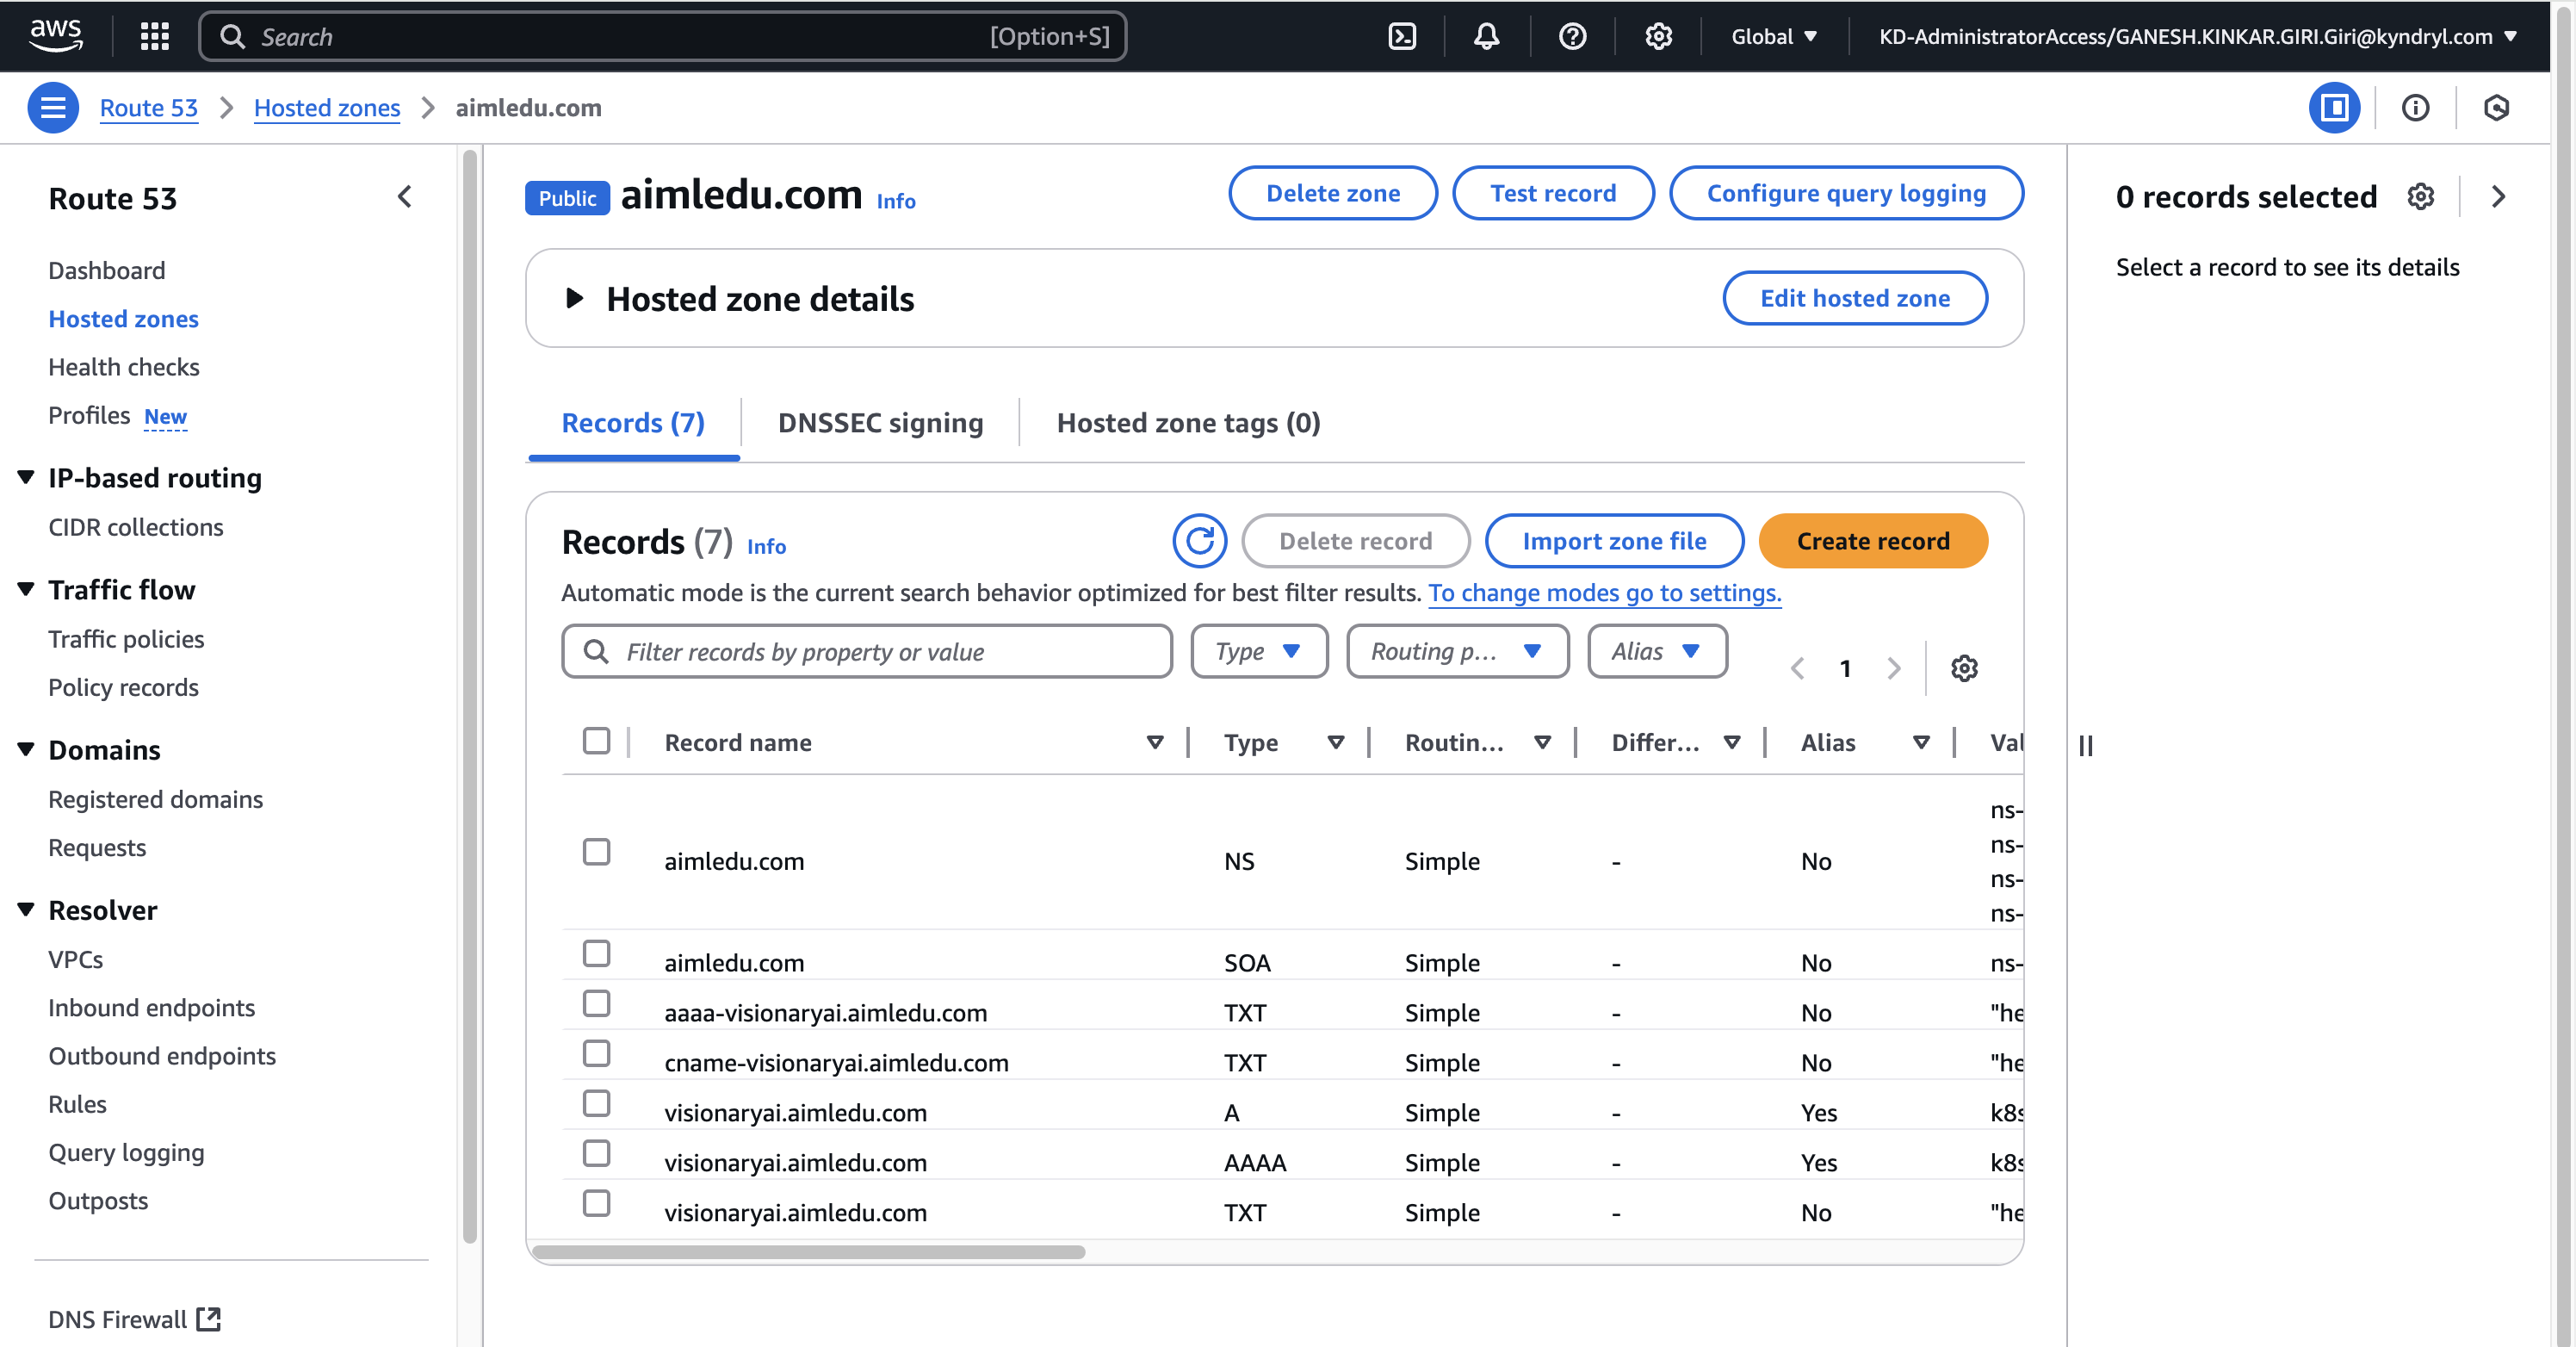 aws
Search
[Option+S]
Global
KD-AdministratorAccess/GANESH.KINKAR.GIRI.Giri@kyndryl.com
Route 53
Hosted zones
aimledu.com
Route 53
Dashboard
Hosted zones
Health checks
Profiles New
IP-based routing
CIDR collections
Traffic flow
Traffic policies
Policy records
Domains
Registered domains
Requests
Resolver
VPCs
Inbound endpoints
Outbound endpoints
Rules
Query logging
Outposts
DNS Firewall
Public aimledu.com Info
Delete zone
Test record
Configure query logging
Hosted zone details
Edit hosted zone
Records (7)
DNSSEC signing
Hosted zone tags (0)
Records (7) Info
Delete record
Import zone file
Create record
Automatic mode is the current search behavior optimized for best filter results. To change modes go to settings.
Filter records by property or value
Type
Routing p...
Alias
1
Record name Type Routin... Differ... Alias Val
ns-
ns-
aimledu.com NS Simple - No
ns-
ns-
aimledu.com SOA Simple - No ns-
aaaa-visionaryai.aimledu.com TXT Simple - No "he
cname-visionaryai.aimledu.com TXT Simple - No "he
visionaryai.aimledu.com A Simple - Yes k8s
visionaryai.aimledu.com AAAA Simple - Yes k8s
visionaryai.aimledu.com TXT Simple - No "he
0 records selected
Select a record to see its details